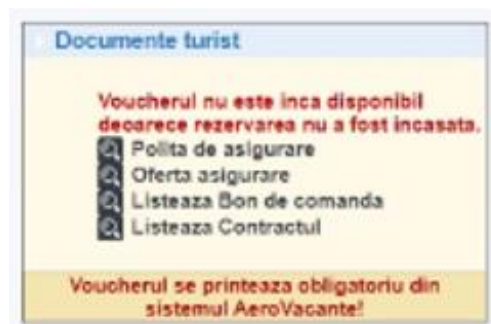 Documente turist
Voucherul nu este inca disponibil
deoarece rezervarea nu a fost incasata.
Polita de asigurare
Oferta asigurare
Listeaza Bon de comanda
Listeaza Contractul
Voucherul se printeaza obligatoriu din
sistemul AeroVacante!